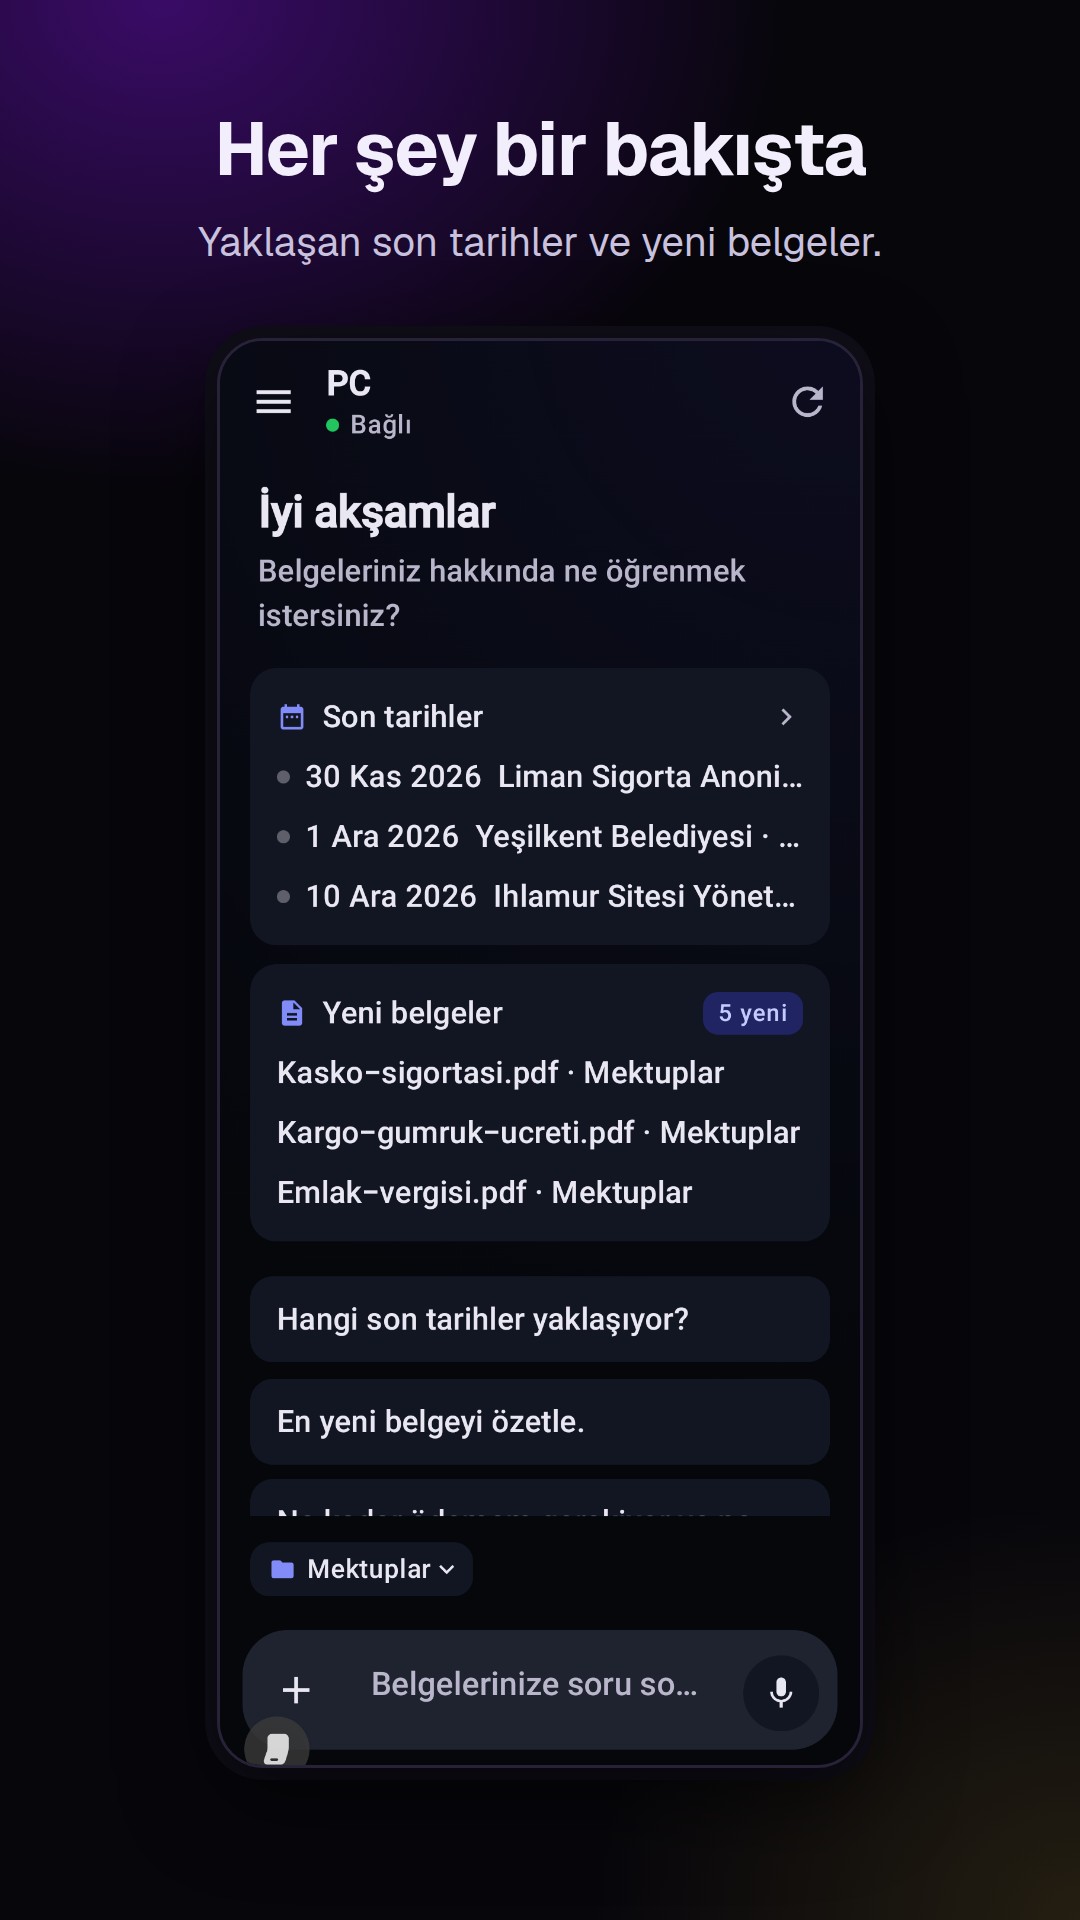 Her şey bir bakışta
Yaklaşan son tarihler ve yeni belgeler.
PC
Bağlı
İyi akşamlar
Belgeleriniz hakkında ne öğrenmek
istersiniz?
Son tarihler
30 Kas 2026 Liman Sigorta Anoni...
1 Ara 2026 Yeşilkent Belediyesi · ...
10 Ara 2026 Ihlamur Sitesi Yönet...
Yeni belgeler
5 yeni
Kasko-sigortasi.pdf · Mektuplar
Kargo-gumruk-ucreti.pdf · Mektuplar
Emlak-vergisi.pdf · Mektuplar
Hangi son tarihler yaklaşıyor?
En yeni belgeyi özetle.
Mektuplar
Belgelerinize soru so...